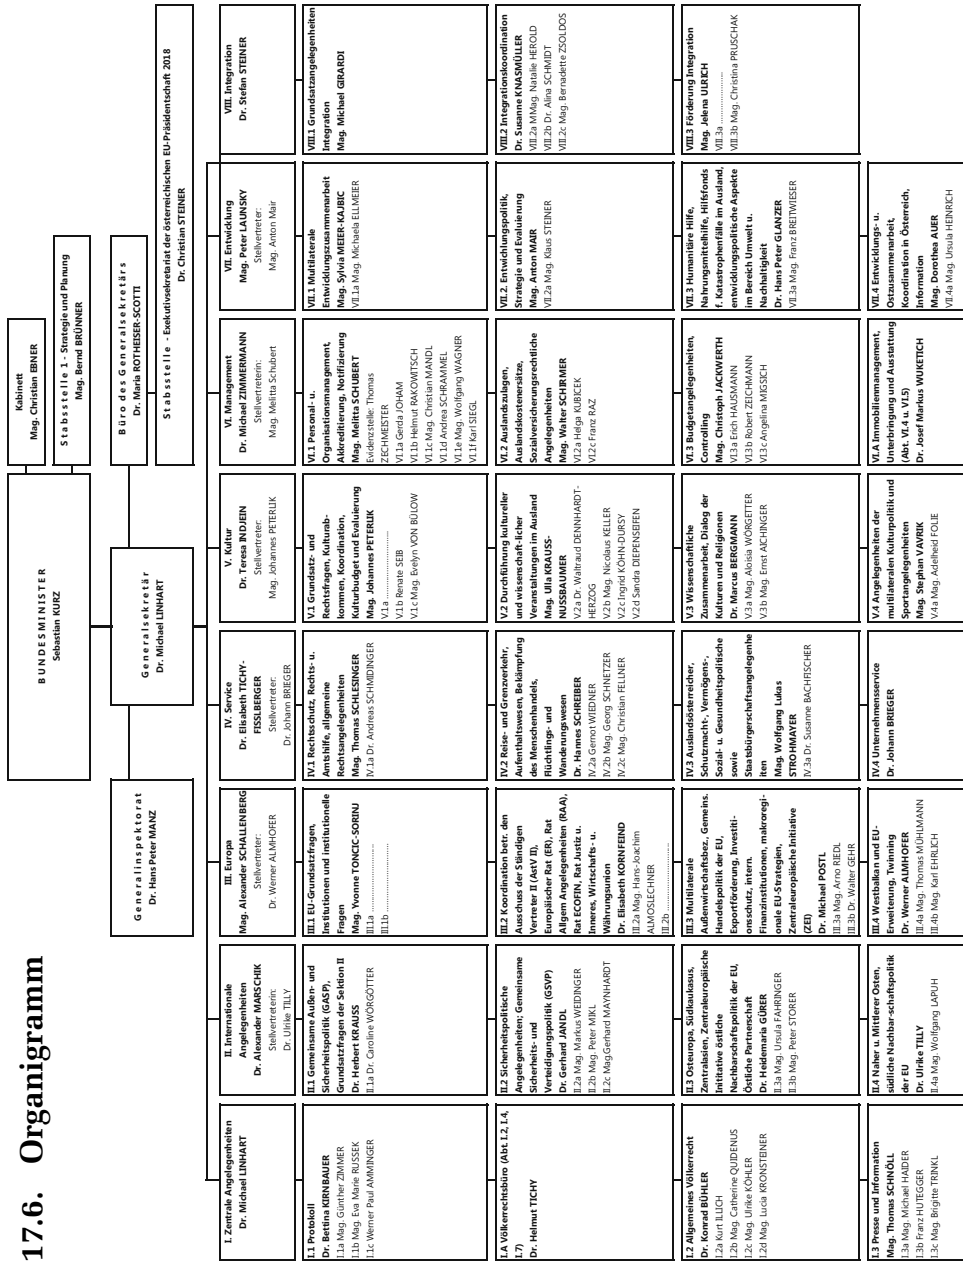 17.6. Organigramm
BUNDESMINISTER
Sebastian KURZ
Kabinett
Mag. Christian EBNER
Stabsstelle 1 - Strategie und Planung
Mag. Bernd BRÜNNER
Generalinspektorat
Dr. Hans Peter MANZ
Generalsekretär
Dr. Michael LINHART
Büro des Generalsekretärs
Dr. Maria ROTHEISER-SCOTTI
Stabsstelle - Exekutivsekretariat der österreichischen EU-Präsidentschaft 2018
Dr. Christian STEINER
I. Zentrale Angelegenheiten
Dr. Michael LINHART
II. Internationale
Angelegenheiten
Dr. Alexander MARSCHIK
Stellvertreterin:
Dr. Ulrike TILLY
III. Europa
Mag. Alexander SCHALLENBERG
Stellvertreter:
Dr. Werner ALMHOFER
IV. Service
Dr. Elisabeth TICHY-
FISSLBERGER
Stellvertreter:
Dr. Johann BRIEGER
V. Kultur
Dr. Teresa INDJEIN
Stellvertreter:
Mag. Johannes PETERLIK
VI. Management
Dr. Michael ZIMMERMANN
Stellvertreterin:
Mag. Melitta Schubert
VII. Entwicklung
Mag. Peter LAUNSKY
Stellvertreter:
Mag. Anton Mair
VIII. Integration
Dr. Stefan STEINER
I.1 Protokoll
Dr. Bettina KIRNBAUER
I.1a Mag. Günther ZIMMER
I.1b Mag. Eva Marie RUSSEK
I.1c Werner Paul AMMINGER
II.1 Gemeinsame Außen- und
Sicherheitspolitik (GASP),
Grundsatzfragen der Sektion II
Dr. Herbert KRAUSS
II.1a Dr. Caroline WÖRGÖTTER
III.1 EU-Grundsatzfragen,
Institutionen und institutionelle
Fragen
Mag. Yvonne TONCIC-SORINJ
III.1a ........................
III.1b ........................
IV.1 Rechtsschutz, Rechts- u.
Amtshilfe, allgemeine
Rechtsangelegenheiten
Mag. Thomas SCHLESINGER
IV.1a Dr. Andreas SCHMIDINGER
V.1 Grundsatz- und
Rechtsfragen, Kulturab-
kommen, Koordination,
Kulturbudget und Evaluierung
Mag. Johannes PETERLIK
V.1a ........................
V.1b Renate SEIB
V.1c Mag. Evelyn VON BÜLOW
VI.1 Personal- u.
Organisationsmanagement,
Akkreditierung, Notifizierung
Mag. Melitta SCHUBERT
Evidenzstelle: Thomas
ZECHMEISTER
VI.1a Gerda JOHAM
VI.1b Helmut RAKOWITSCH
VI.1c Mag. Christian MANDL
VI.1d Andrea SCHRAMMEL
VI.1e Mag. Wolfgang WAGNER
VI.1f Karl SIEGL
VII.1 Multilaterale
Entwicklungszusammenarbeit
Mag. Sylvia MEIER-KAJBIC
VII.1a Mag. Michaela ELLMEIER
VIII.1 Grundsatzangelegenheiten
Integration
Mag. Michael GIRARDI
I.A Völkerrechtsbüro (Abt. I.2, I.4,
I.7)
Dr. Helmut TICHY
II.2 Sicherheitspolitische
Angelegenheiten; Gemeinsame
Sicherheits- und
Verteidigungspolitik (GSVP)
Dr. Gerhard JANDL
II.2a Mag. Markus WEIDINGER
II.2b Mag. Peter MIKL
II.2c Mag.Gerhard MAYNHARDT
III.2 Koordination betr. den
Ausschuss der Ständigen
Vertreter II (AstV II),
Europäischer Rat (ER), Rat
Allgem Angelegenheiten (RAA),
Rat ECOFIN, Rat Justiz u.
Inneres, Wirtschafts- u.
Währungsunion
Dr. Elisabeth KORNFEIND
III.2a Mag. Hans-Joachim
ALMOSLECHNER
III.2b ........................
IV.2 Reise- und Grenzverkehr,
Aufenthaltswesen, Bekämpfung
des Menschenhandels,
Flüchtlings- und
Wanderungswesen
Dr. Hannes SCHREIBER
IV.2a Gernot WIEDNER
IV.2b Mag. Georg SCHNETZER
IV.2c Mag. Christian FELLNER
V.2 Durchführung kultureller
und wissenschaft-licher
Veranstaltungen im Ausland
Mag. Ulla KRAUSS-
NUSSBAUMER
V.2a Dr. Waltraud DENNHARDT-
HERZOG
V.2b Mag. Nicolaus KELLER
V.2c Ingrid KÖHN-DURSY
V.2d Sandra DIEPENSEIFEN
VI.2 Auslandszulagen,
Auslandskostenersätze,
Sozialversicherungsrechtliche
Angelegenheiten
Mag. Walter SCHIRMER
VI.2a Helga KUBICEK
VI.2c Franz RAZ
VII.2. Entwichlungspolitik,
Strategie und Evaluierung
Mag. Anton MAIR
VII.2a Mag. Klaus STEINER
VIII.2 Integrationskoordination
Dr. Susanne KNASMÜLLER
VIII.2a MMag. Natalie HEROLD
VIII.2b Dr. Alina SCHMIDT
VIII.2c Mag. Bernadette ZSOLDOS
I.2 Allgemeines Völkerrecht
Dr. Konrad BÜHLER
I.2a Kurt ILLICH
I.2b Mag. Catherine QUIDENUS
I.2c Mag. Ulrike KÖHLER
I.2d Mag. Lucia KRONSTEINER
II.3 Osteuropa, Südkaukasus,
Zentralasien, Zentraleuropäische
Inititative östliche
Nachbarschaftspolitik der EU,
Östliche Partnerschaft
Dr. Heidemaria GÜRER
II.3a Mag. Ursula FAHRINGER
II.3b Mag. Peter STORER
III.3 Multilaterale
Außenwirtschaftsbez., Gemeins.
Handelspolitik der EU,
Exportförderung, Investiti-
onsschutz, intern.
Finanzinstitutionen, makroregi-
onale EU-Strategien,
Zentraleuropäische Initiative
(ZEI)
Dr. Michael POSTL
III.3a Mag. Arno RIEDL
III.3b Dr. Walter GEHR
IV.3 Auslandsösterreicher,
Schutzmacht-, Vermögens-,
Sozial- u. Gesundheitspolitische
sowie
Staatsbürgerschaftsangelegenhe
iten
Mag. Wolfgang Lukas
STROHMAYER
IV.3a Dr. Susanne BACHFISCHER
V.3 Wissenschaftliche
Zusammenarbeit, Dialog der
Kulturen und Religionen
Dr. Marcus BERGMANN
V.3a Mag. Aloisia WÖRGETTER
V.3b Mag. Ernst AICHINGER
VI.3 Budgetangelegenheiten,
Controlling
Mag. Christoph JACKWERTH
VI.3a Erich HAUSMANN
VI.3b Robert ZEICHMANN
VI.3c Angelina MIGSICH
VII.3 Humanitäre Hilfe,
Nahrungsmittelhilfe, Hilfsfonds
f. Katastrophenfälle im Ausland,
entwicklungspolitische Aspekte
im Bereich Umwelt u.
Nachhaltigkeit
Dr. Hans Peter GLANZER
VII.3a Mag. Franz BREITWIESER
VIII.3 Förderung Integration
Mag. Jelena ULRICH
VIII.3a ........................
VIII.3b Mag. Christina PRUSCHAK
I.3 Presse und Information
Mag. Thomas SCHNÖLL
I.3a Mag. Michael HAIDER
I.3b Franz HUTEGGER
I.3c Mag. Brigitte TRINKL
II.4 Naher u. Mittlerer Osten,
südliche Nachbar-schaftspolitik
der EU
Dr. Ulrike TILLY
II.4a Mag. Wolfgang LAPUH
III.4 Westbalkan und EU-
Erweiterung, Twinning
Dr. Werner ALMHOFER
III.4a Mag. Thomas MÜHLMANN
III.4b Mag. Karl EHRLICH
IV.4 Unternehmensservice
Dr. Johann BRIEGER
V.4 Angelegenheiten der
multilateralen Kulturpolitik und
Sportangelegenheiten
Mag. Stephan VAVRIK
V.4a Mag. Adelheid FOLIE
VI.A Immobilienmanagement,
Unterbringung und Ausstattung
(Abt. VI.4 u. VI.5)
Dr. Josef Markus WUKETICH
VII.4 Entwicklungs- u.
Ostzusammenarbeit,
Koordination in Österreich,
Information
Mag. Dorothea AUER
VII.4a Mag. Ursula HEINRICH